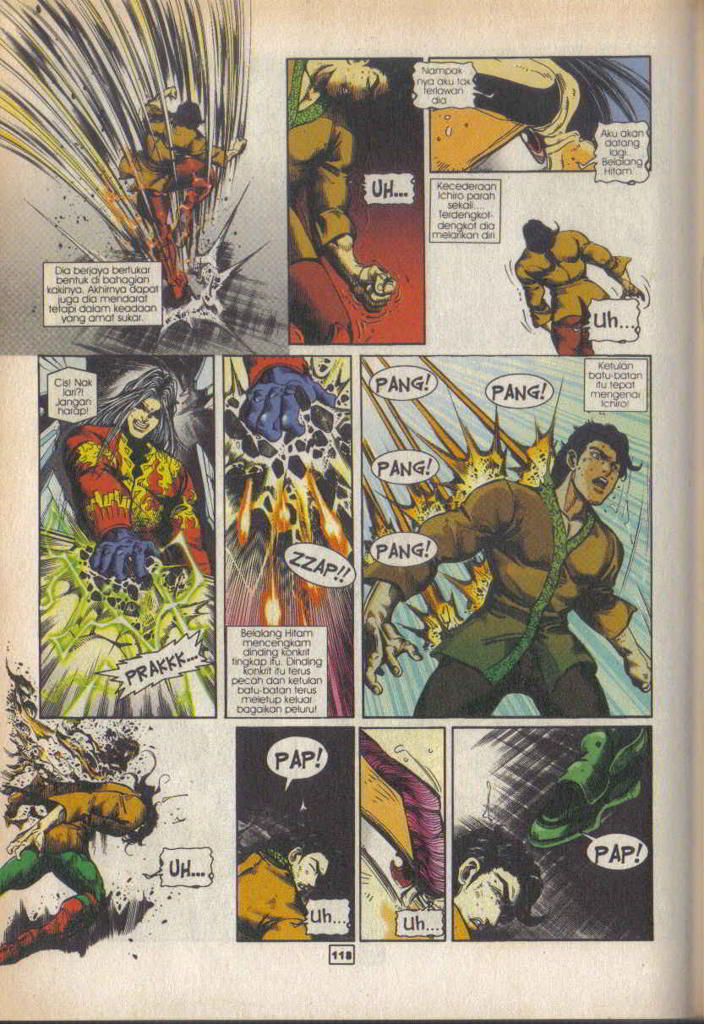 Dia berjaya bertukar
bentuk di bahagian
kakinya. Akhirnya dapat
juga dia mendarat
tetapi dalam keadaan
yang amat sukar.
UH...
Nampak
nya aku tak
terlawan
dia
Aku akan
datang
lagi...
Belalang
Hitam
Kecederaan
Ichiro parah
sekali....
Terdengkot-
dengkot dia
melarikan diri
Uh...
Cis! Nak
lari?!
Jangan
harap!
PRAKKK...
ZZAP!!
Belalang Hitam
mencengkam
dinding konkrit
tingkap itu. Dinding
konkrit itu terus
pecah dan ketulan
batu-batan terus
meletup keluar
bagaikan peluru!
PANG!
PANG!
PANG!
PANG!
Ketulan
batu-batan
itu tepat
mengenai
Ichiro!
UH...
PAP!
Uh...
Uh...
PAP!
118